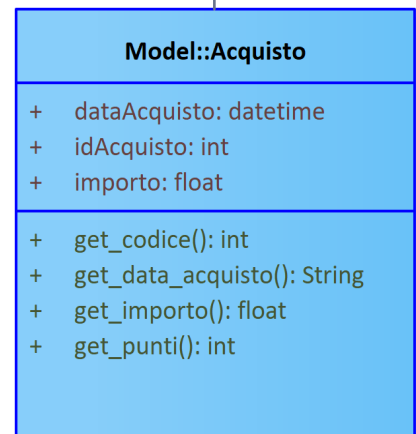 Model::Acquisto
+ dataAcquisto: datetime
+ idAcquisto: int
+ importo: float
+ get_codice(): int
+ get_data_acquisto(): String
+ get_importo(): float
+ get_punti(): int